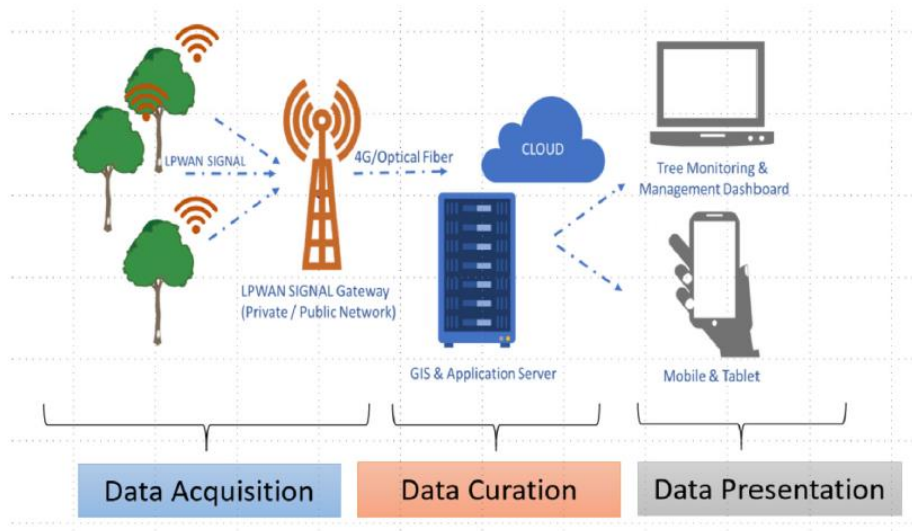 LPWAN SIGNAL
4G/Optical Fiber
CLOUD
Tree Monitoring &
Management Dashboard
LPWAN SIGNAL Gateway
(Private / Public Network)
GIS & Application Server
Mobile & Tablet
Data Acquisition
Data Curation
Data Presentation